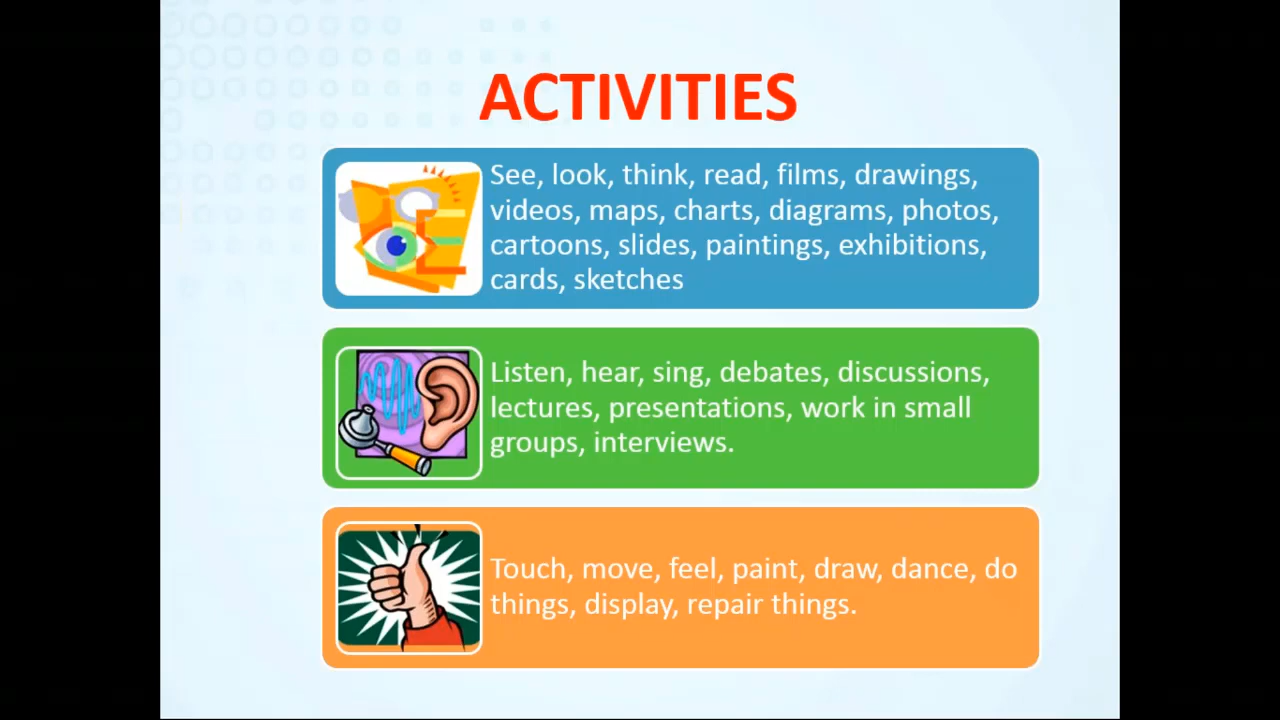 ACTIVITIES
See, look, think, read, films, drawings,
videos, maps, charts, diagrams, photos,
cartoons, slides, paintings, exhibitions,
cards, sketches
Listen, hear, sing, debates, discussions,
lectures, presentations, work in small
groups, interviews.
Touch, move, feel, paint, draw, dance, do
things, display, repair things.